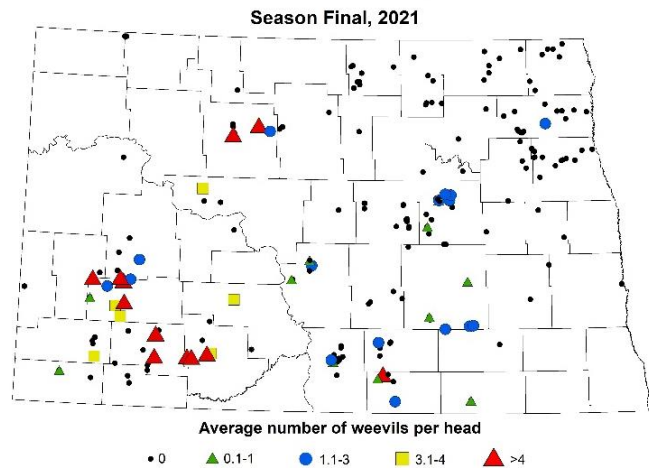 Season Final, 2021
Average number of weevils per head
0 0.1-1 1.1-3 3.1-4 >4